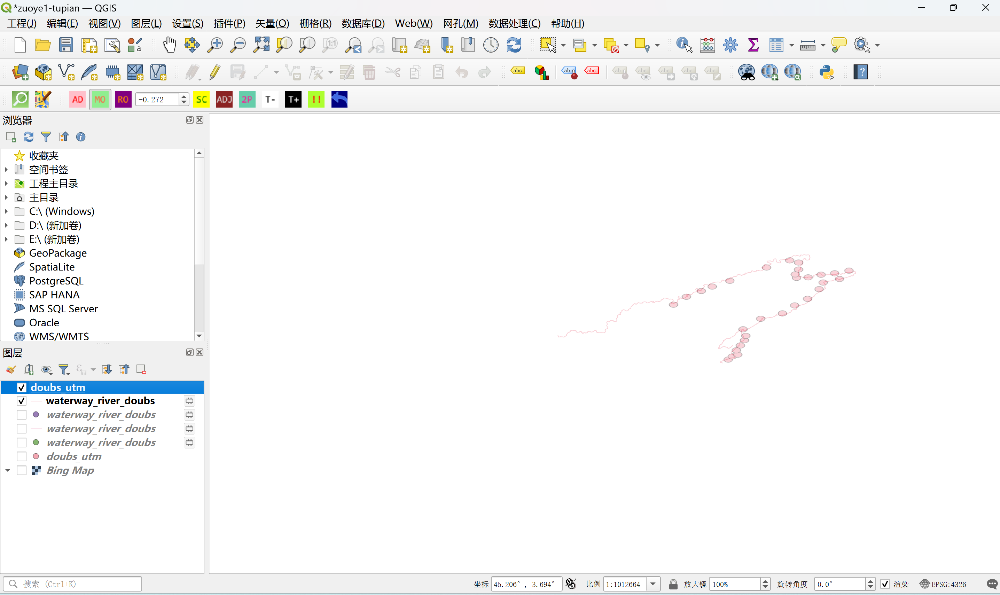 *zuoye1-tupian — QGIS
工程(J) 编辑(E) 视图(V) 图层(L) 设置(S) 插件(P) 矢量(O) 栅格(R) 数据库(D) Web(W) 网孔(M) 数据处理(C) 帮助(H)
AD MO RO -0.272 SC ADJ 2P T- T+ !!
浏览器
收藏夹
空间书签
工程主目录
主目录
C:\ (Windows)
D:\ (新加卷)
E:\ (新加卷)
GeoPackage
SpatiaLite
PostgreSQL
SAP HANA
MS SQL Server
Oracle
WMS/WMTS
图层
doubs_utm
waterway_river_doubs
waterway_river_doubs
waterway_river_doubs
waterway_river_doubs
doubs_utm
Bing Map
搜索 (Ctrl+K) 坐标 45.206° , 3.694° 比例 1:1012664 放大镜 100% 旋转角度 0.0° 渲染 EPSG:4326